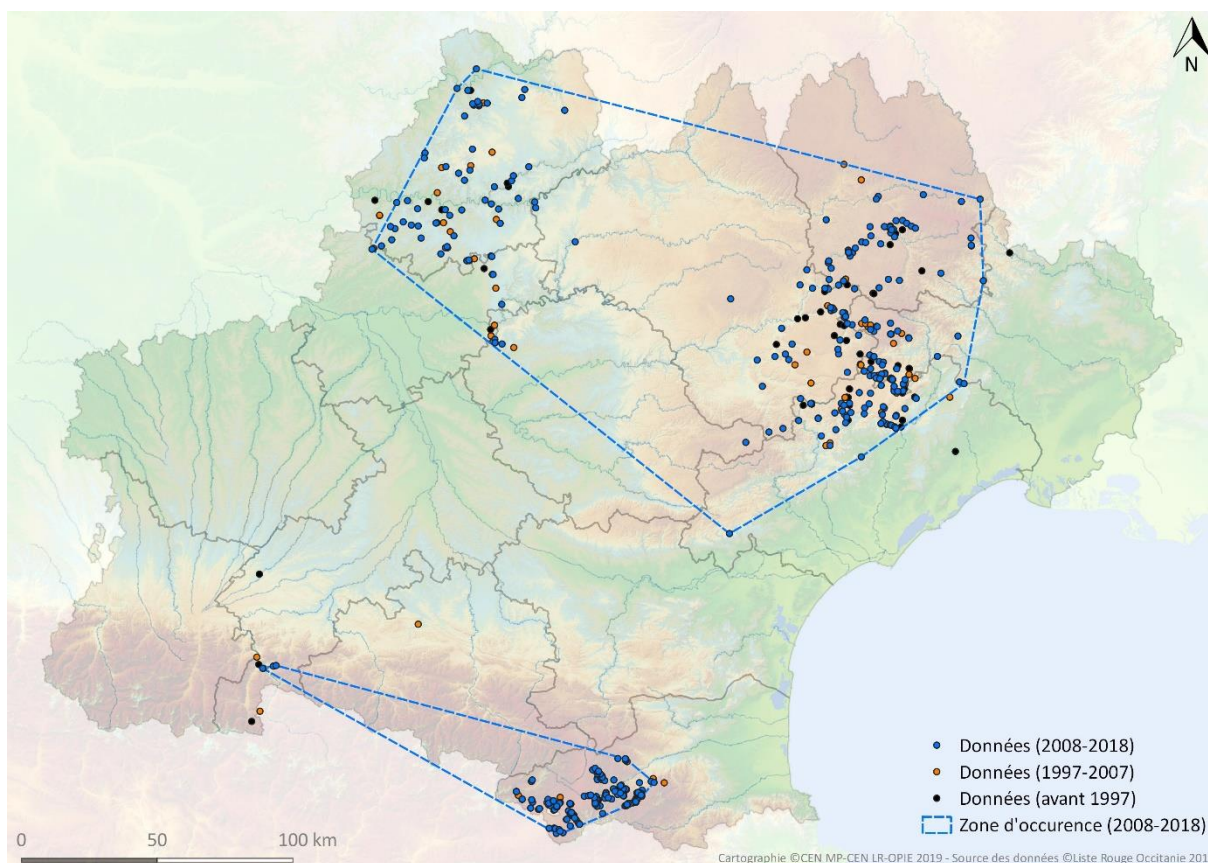 N
Données (2008-2018)
Données (1997-2007)
Données (avant 1997)
Zone d'occurence (2008-2018)
0 50 100 km
Cartographie ©CEN MP-CEN LR-OPIE 2019 - Source des données ©Liste Rouge Occitanie 201